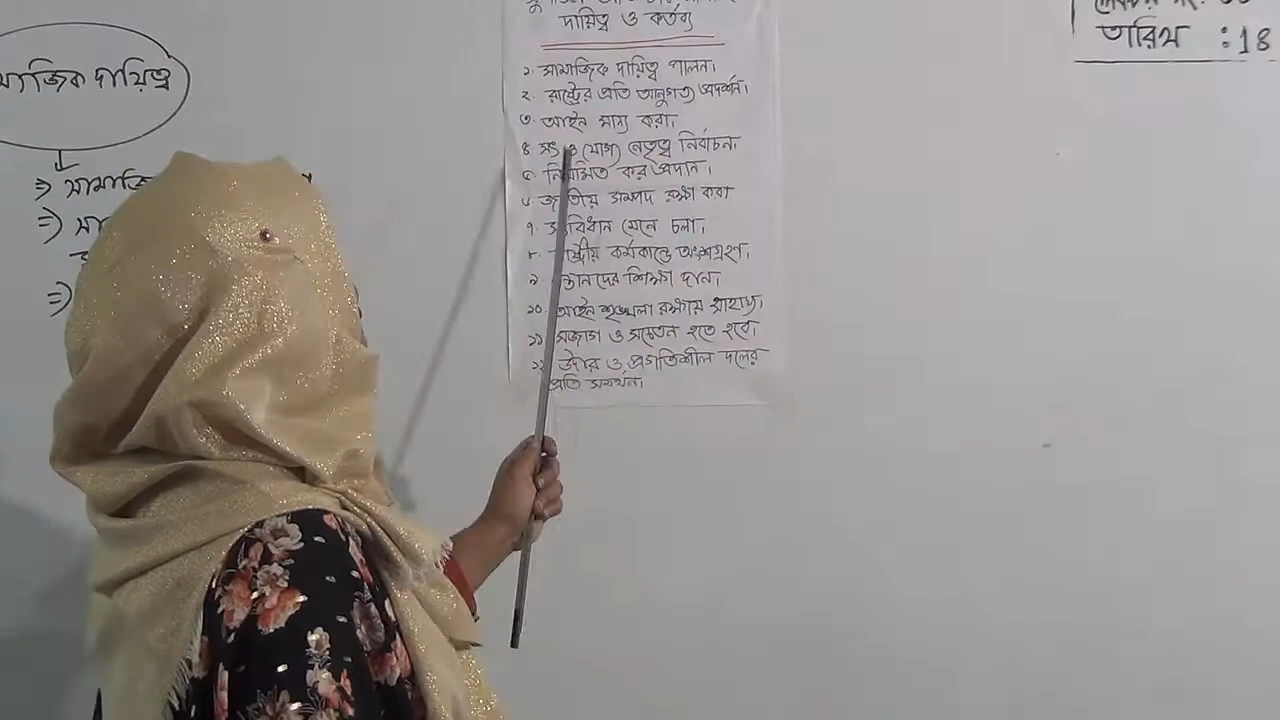 দায়িত্ব ও কর্তব্য
১. সামাজিক দায়িত্ব পালন।
২. রাষ্ট্রের প্রতি আনুগত্য প্রদর্শন।
৩. আইন মান্য করা।
৪. সৎ ও যোগ্য নেতৃত্ব নির্বাচন।
৫. নিয়মিত কর প্রদান।
৬. জাতীয় সম্পদ রক্ষা করা
৭. সংবিধান মেনে চলা।
৮. রাষ্ট্রীয় কর্মকান্ডে অংশগ্রহণ।
৯. সন্তানদের শিক্ষা দান।
১০. আইন শৃঙ্খলা রক্ষায় সাহায্য।
১১. সজাগ ও সচেতন হতে হবে।
১২. উদার ও প্রগতিশীল দলের
প্রতি সমর্থন।
দায়িত্ব
⇒
⇒
⇒
তারিখ : 18